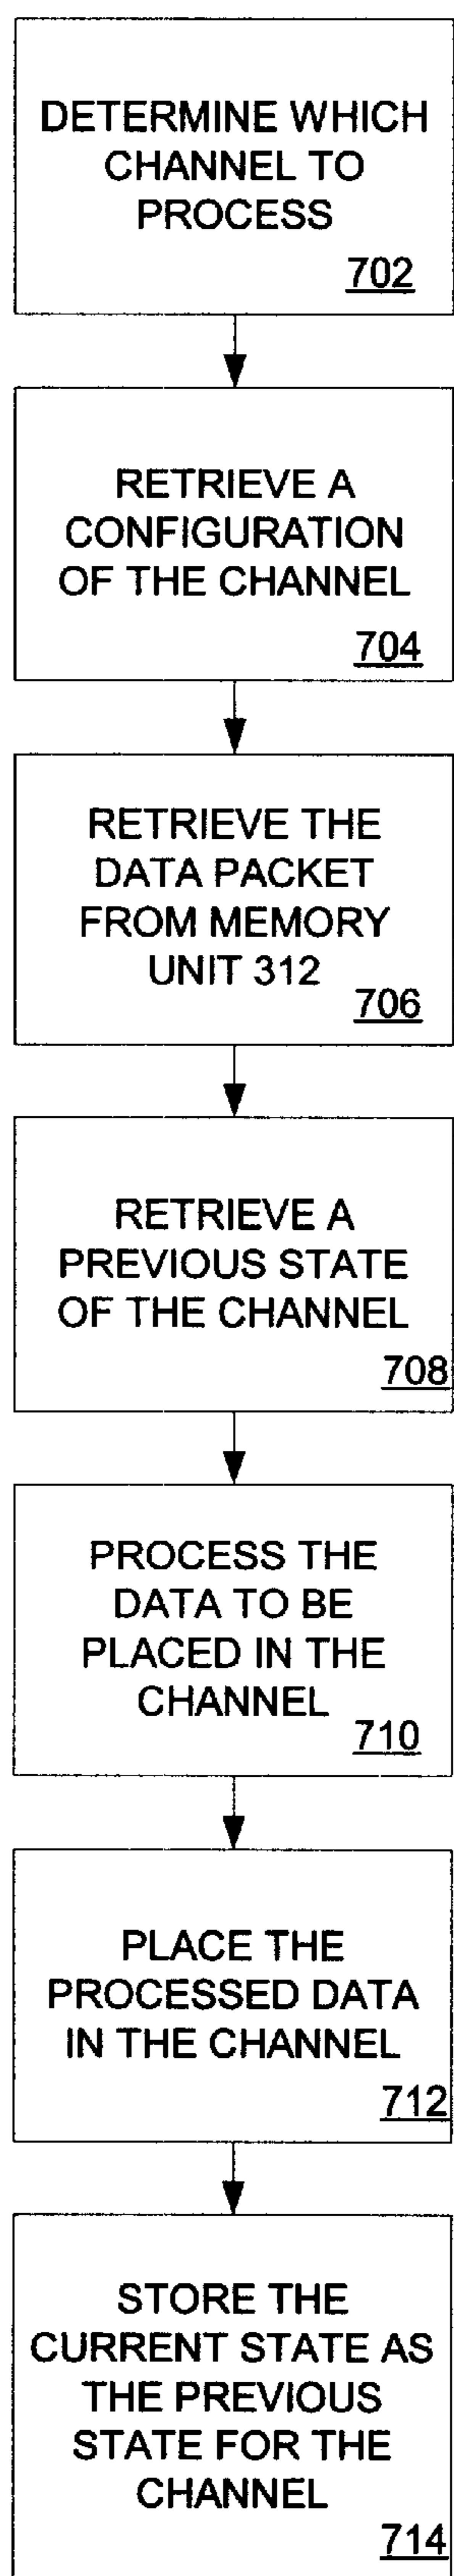 DETERMINE WHICH
CHANNEL TO
PROCESS
702
RETRIEVE A
CONFIGURATION
OF THE CHANNEL
704
RETRIEVE THE
DATA PACKET
FROM MEMORY
UNIT 312
706
RETRIEVE A
PREVIOUS STATE
OF THE CHANNEL
708
PROCESS THE
DATA TO BE
PLACED IN THE
CHANNEL
710
PLACE THE
PROCESSED DATA
IN THE CHANNEL
712
STORE THE
CURRENT STATE AS
THE PREVIOUS
STATE FOR THE
CHANNEL
714